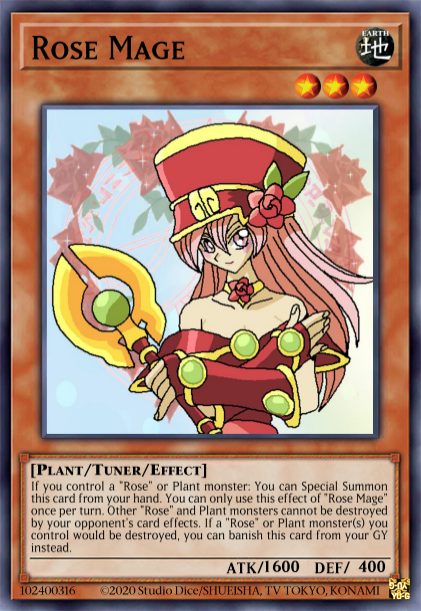 Rose Mage
EARTH
地
[Plant/Tuner/Effect]
If you control a "Rose" or Plant monster: You can Special Summon
this card from your hand. You can only use this effect of "Rose Mage"
once per turn. Other "Rose" and Plant monsters cannot be destroyed
by your opponent's card effects. If a "Rose" or Plant monster(s) you
control would be destroyed, you can banish this card from your GY
instead.
ATK/1600 DEF/ 400
102400316 ©2020 Studio Dice/SHUEISHA, TV TOKYO, KONAMI